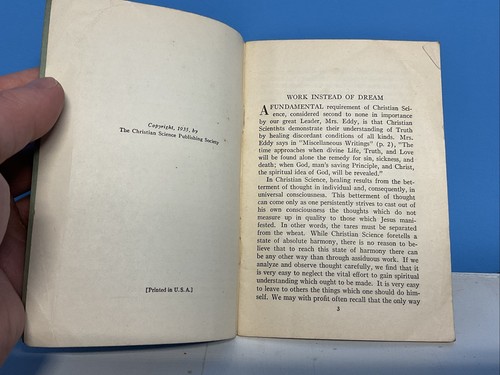 Copyright, 1935, by
The Christian Science Publishing Society
[Printed in U.S.A.]
WORK INSTEAD OF DREAM
A FUNDAMENTAL requirement of Christian Sci-
ence, considered second to none in importance
by our great Leader, Mrs. Eddy, is that Christian
Scientists demonstrate their understanding of Truth
by healing discordant conditions of all kinds. Mrs.
Eddy says in "Miscellaneous Writings" (p. 2), "The
time approaches when divine Life, Truth, and Love
will be found alone the remedy for sin, sickness, and
death; when God, man's saving Principle, and Christ,
the spiritual idea of God, will be revealed."
In Christian Science, healing results from the bet-
terment of thought in individual and, consequently, in
universal consciousness. This betterment of thought
can come only as one persistently strives to cast out of
his own consciousness the thoughts which do not
measure up in quality to those which Jesus mani-
fested. In other words, the tares must be separated
from the wheat. While Christian Science foretells a
state of absolute harmony, there is no reason to be-
lieve that to reach this state of harmony there can
be any other way than through assiduous work. If we
analyze and observe thought carefully, we find that it
is very easy to neglect the vital effort to gain spiritual
understanding which ought to be made. It is very easy
to leave to others the things which one should do him-
self. We may with profit often recall that the only way
3